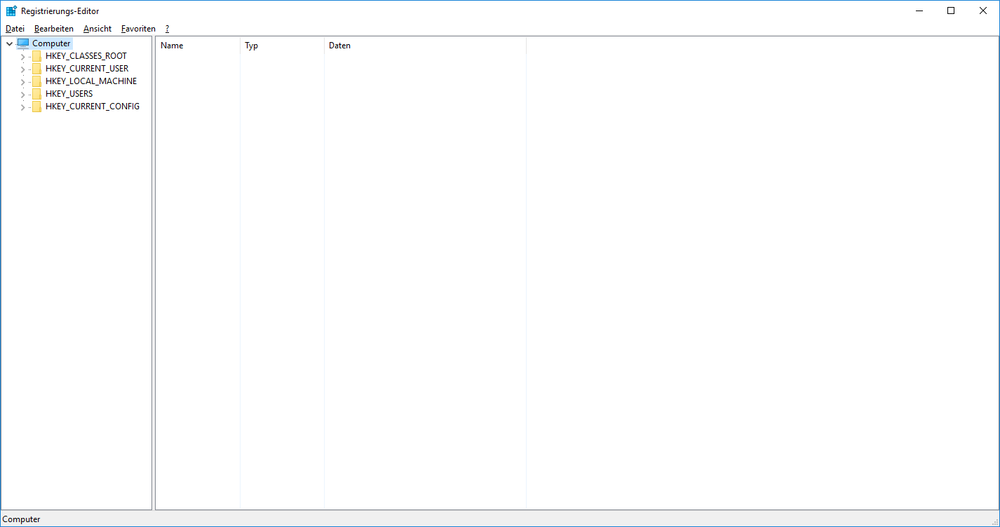 Registrierungs-Editor
Datei Bearbeiten Ansicht Favoriten ?
Computer
HKEY_CLASSES_ROOT
HKEY_CURRENT_USER
HKEY_LOCAL_MACHINE
HKEY_USERS
HKEY_CURRENT_CONFIG
Name Typ Daten
Computer